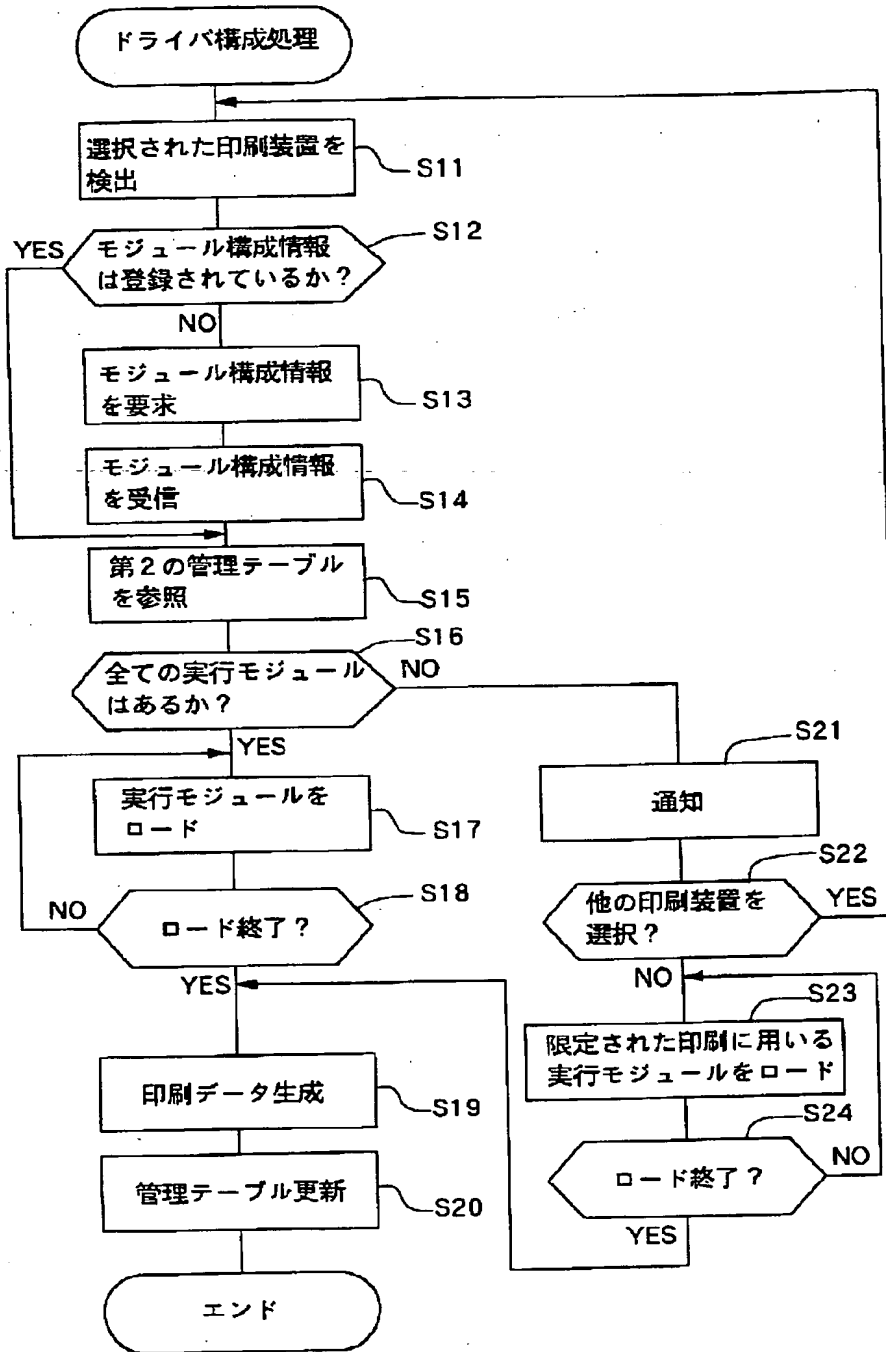 ドライバ構成処理
選択された印刷装置を
検出
S11
YES
モジュール構成情報
は登録されているか?
S12
NO
モジュール構成情報
を要求
S13
モジュール構成情報
を受信
S14
第2の管理テーブル
を参照
S15
全ての実行モジュール
はあるか?
S16
NO
YES
実行モジュールを
ロード
S17
NO
ロード終了?
S18
YES
印刷データ生成
S19
管理テーブル更新
S20
エンド
通知
S21
他の印刷装置を
選択?
S22
YES
NO
限定された印刷に用いる
実行モジュールをロード
S23
ロード終了?
S24
NO
YES